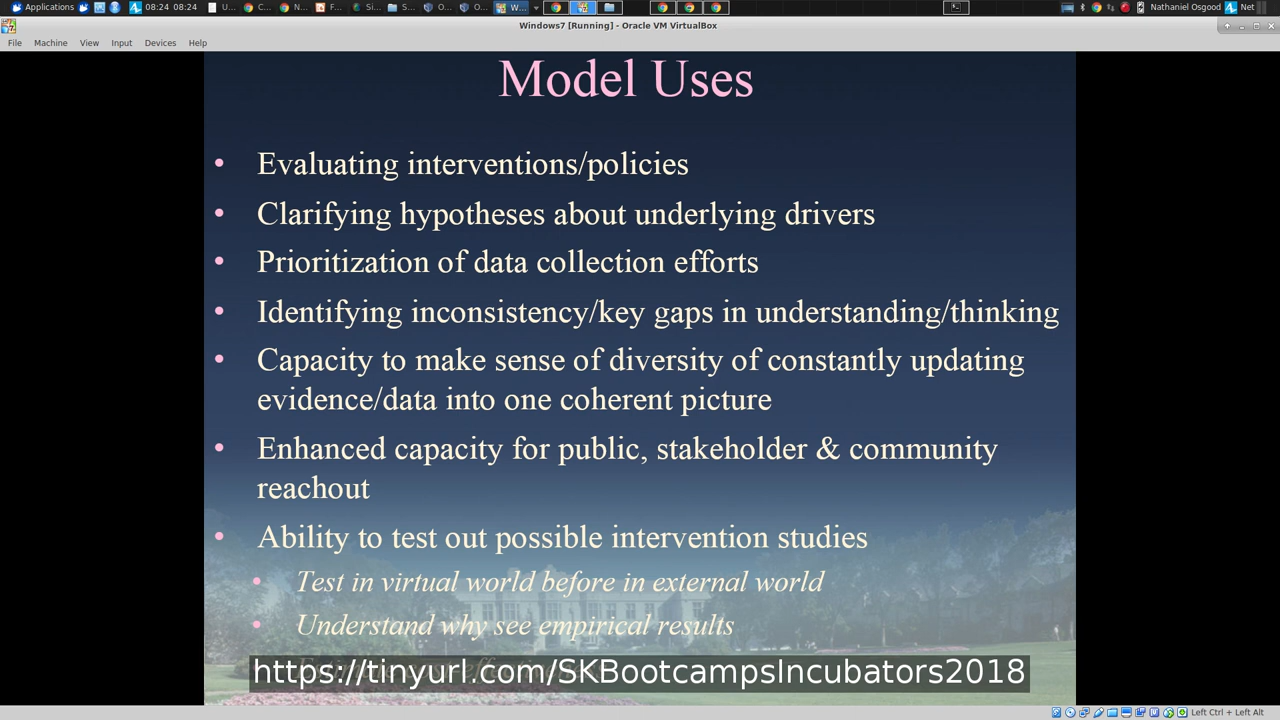 Applications
08:24 08:24
U...
C...
N...
F...
Si...
S...
O...
O...
W...
Nathaniel Osgood
Net
Windows7 [Running] - Oracle VM VirtualBox
File Machine View Input Devices Help
Model Uses
• Evaluating interventions/policies
• Clarifying hypotheses about underlying drivers
• Prioritization of data collection efforts
• Identifying inconsistency/key gaps in understanding/thinking
• Capacity to make sense of diversity of constantly updating
evidence/data into one coherent picture
• Enhanced capacity for public, stakeholder & community
reachout
• Ability to test out possible intervention studies
• Test in virtual world before in external world
• Understand why see empirical results
https://tinyurl.com/SKBootcampsIncubators2018
Left Ctrl + Left Alt